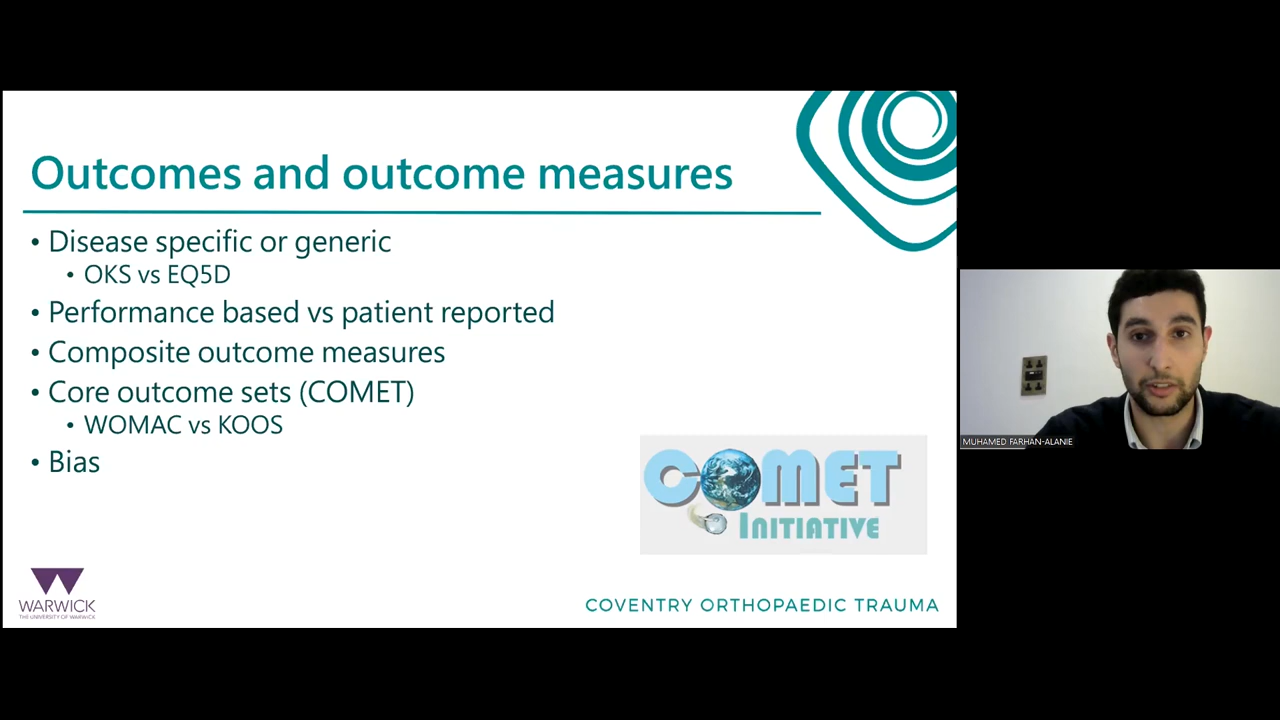 Outcomes and outcome measures
• Disease specific or generic
• OKS vs EQ5D
• Performance based vs patient reported
• Composite outcome measures
• Core outcome sets (COMET)
• WOMAC vs KOOS
• Bias
COMET
INITIATIVE
WARWICK
THE UNIVERSITY OF WARWICK
COVENTRY ORTHOPAEDIC TRAUMA
MUHAMED FARHAN-ALANIE